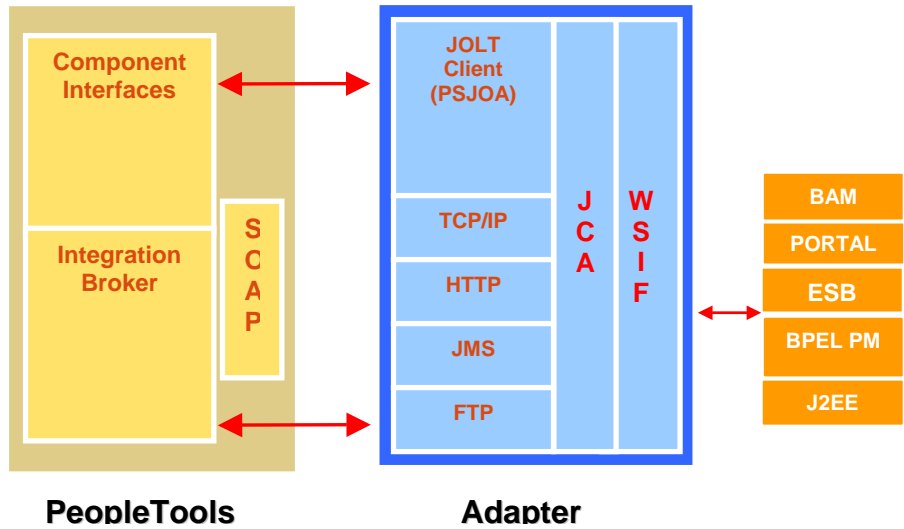 Component
Interfaces
Integration
Broker
S
O
A
P
JOLT
Client
(PSJOA)
TCP/IP
HTTP
JMS
FTP
J
C
A
W
S
I
F
BAM
PORTAL
ESB
BPEL PM
J2EE
PeopleTools
Adapter